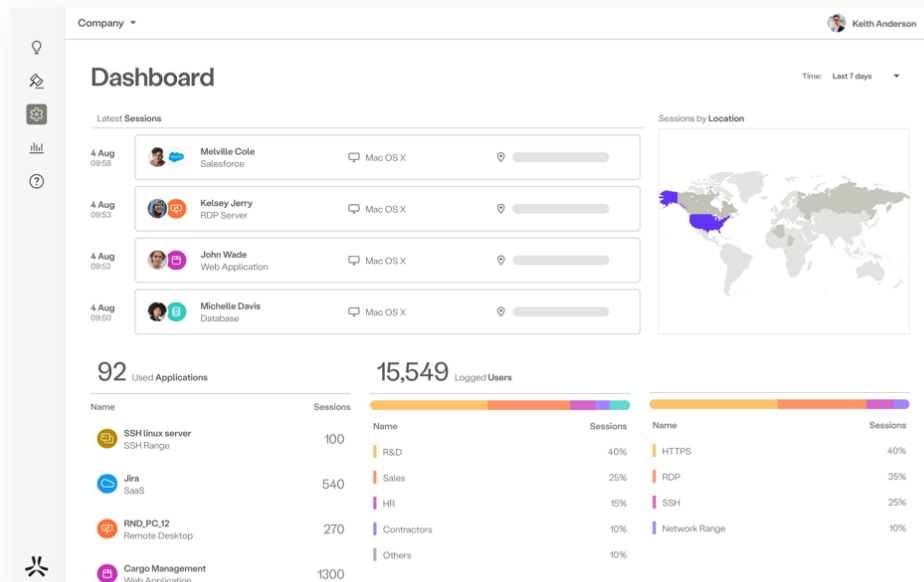 Company
Keith Anderson
Dashboard
Time: Last 7 days
Latest Sessions
4 Aug
09:58
Melville Cole
Salesforce
Mac OS X
4 Aug
09:53
Kelsey Jerry
RDP Server
Mac OS X
4 Aug
09:52
John Wade
Web Application
Mac OS X
4 Aug
09:50
Michelle Davis
Database
Mac OS X
Sessions by Location
92 Used Applications
Name Sessions
SSH linux server
SSH Range
100
Jira
SaaS
540
RND_PC_12
Remote Desktop
270
Cargo Management
Web Application
1300
15,549 Logged Users
Name Sessions
R&D 40%
Sales 25%
HR 15%
Contractors 10%
Others 10%
Name Sessions
HTTPS 40%
RDP 35%
SSH 25%
Network Range 10%